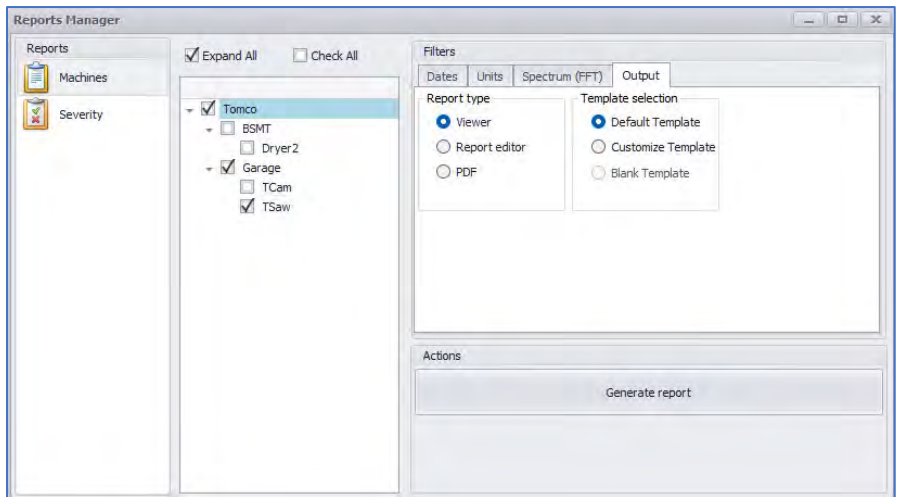 Reports Manager
Reports
Machines
Severity
Expand All
Check All
Tomco
BSMT
Dryer2
Garage
TCam
TSaw
Filters
Dates
Units
Spectrum (FFT)
Output
Report type
Viewer
Report editor
PDF
Template selection
Default Template
Customize Template
Blank Template
Actions
Generate report